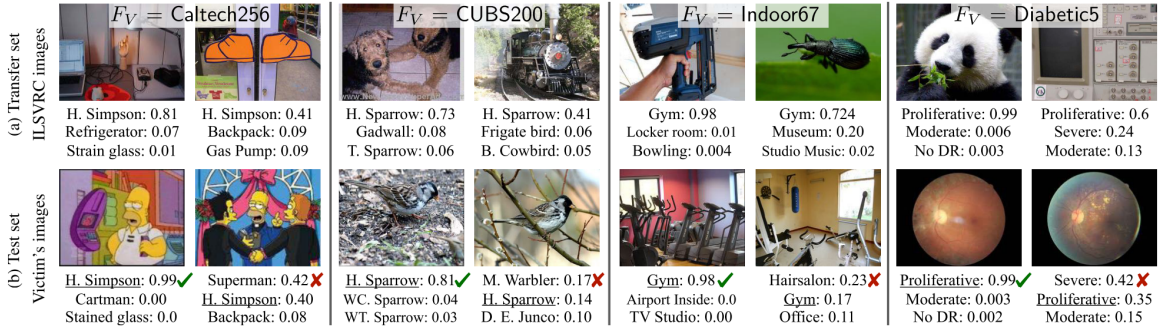 F_V = Caltech256
F_V = CUBS200
F_V = Indoor67
F_V = Diabetic5
(a) Transfer set
ILSVRC images
H. Simpson: 0.81
Refrigerator: 0.07
Strain glass: 0.01
H. Simpson: 0.41
Backpack: 0.09
Gas Pump: 0.09
H. Sparrow: 0.73
Gadwall: 0.08
T. Sparrow: 0.06
H. Sparrow: 0.41
Frigate bird: 0.06
B. Cowbird: 0.05
Gym: 0.98
Locker room: 0.01
Bowling: 0.004
Gym: 0.724
Museum: 0.20
Studio Music: 0.02
Proliferative: 0.99
Moderate: 0.006
No DR: 0.003
Proliferative: 0.6
Severe: 0.24
Moderate: 0.13
(b) Test set
Victim's images
H. Simpson: 0.99✓
Cartman: 0.00
Stained glass: 0.0
Superman: 0.42✗
H. Simpson: 0.40
Backpack: 0.08
H. Sparrow: 0.81✓
WC. Sparrow: 0.04
WT. Sparrow: 0.03
M. Warbler: 0.17✗
H. Sparrow: 0.14
D. E. Junco: 0.10
Gym: 0.98✓
Airport Inside: 0.0
TV Studio: 0.00
Hairsalon: 0.23✗
Gym: 0.17
Office: 0.11
Proliferative: 0.99✓
Moderate: 0.003
No DR: 0.002
Severe: 0.42✗
Proliferative: 0.35
Moderate: 0.15